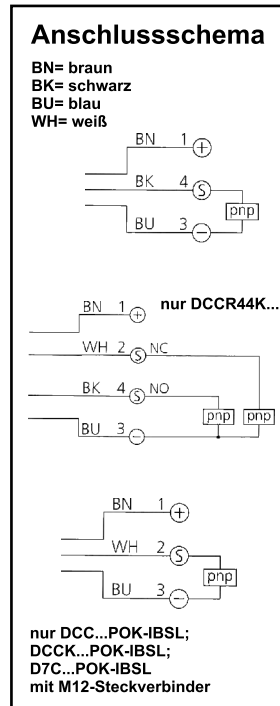 Anschlussschema
BN= braun
BK= schwarz
BU= blau
WH= weiß
BN 1 +
BK 4 S
pnp
BU 3 −
nur DCCR44K...
BN 1 +
WH 2 S NC
BK 4 S NO
pnp pnp
BU 3 −
BN 1 +
WH 2 S
pnp
BU 3 −
nur DCC...POK-IBSL;
DCCK...POK-IBSL;
D7C...POK-IBSL
mit M12-Steckverbinder